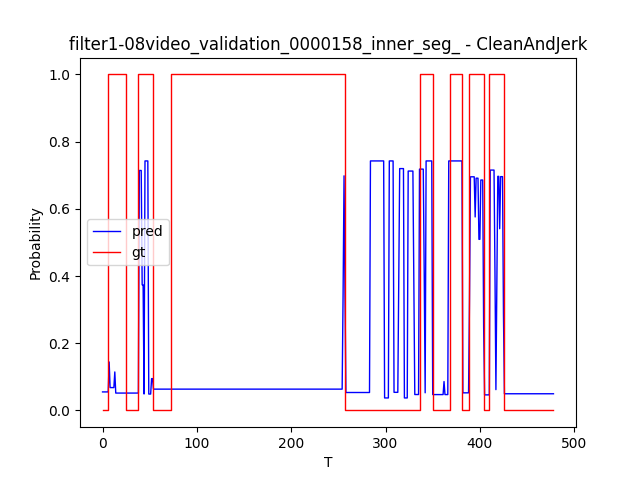 filter1-08video_validation_0000158_inner_seg_ - CleanAndJerk
1.0
0.8
0.6
0.4
0.2
0.0
Probability
pred
gt
0
100
200
300
400
500
T